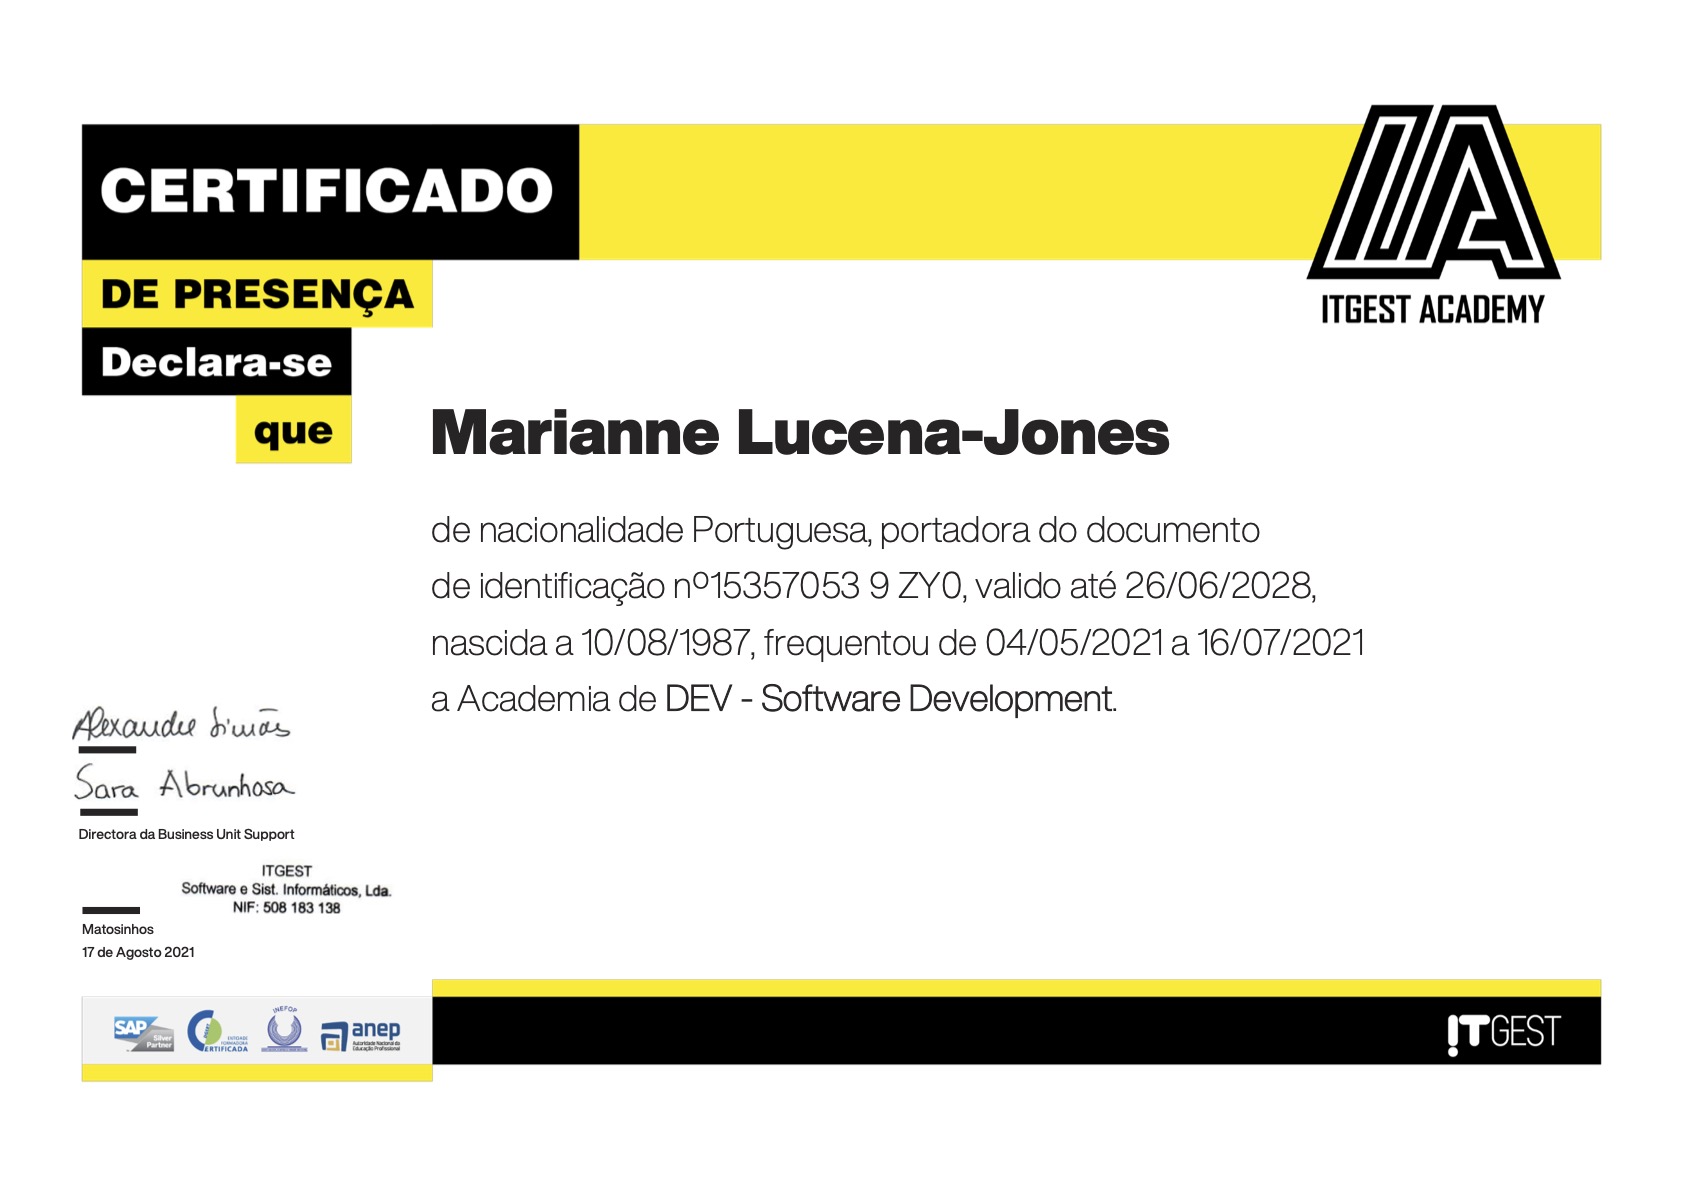 CERTIFICADO
DE PRESENÇA
Declara-se
que
ITGEST ACADEMY
Marianne Lucena-Jones
de nacionalidade Portuguesa, portadora do documento
de identificação nº15357053 9 ZY0, valido até 26/06/2028,
nascida a 10/08/1987, frequentou de 04/05/2021 a 16/07/2021
a Academia de DEV - Software Development.
Alexandre Simões
Sara Abrunhosa
Directora da Business Unit Support
ITGEST
Software e Sist. Informáticos, Lda.
NIF: 508 183 138
Matosinhos
17 de Agosto 2021
SAP
Silver
Partner
ENTIDADE
FORMADORA
CERTIFICADA
INEFOP
anep
Autoridade Nacional de
Educação Profissional
ITGEST